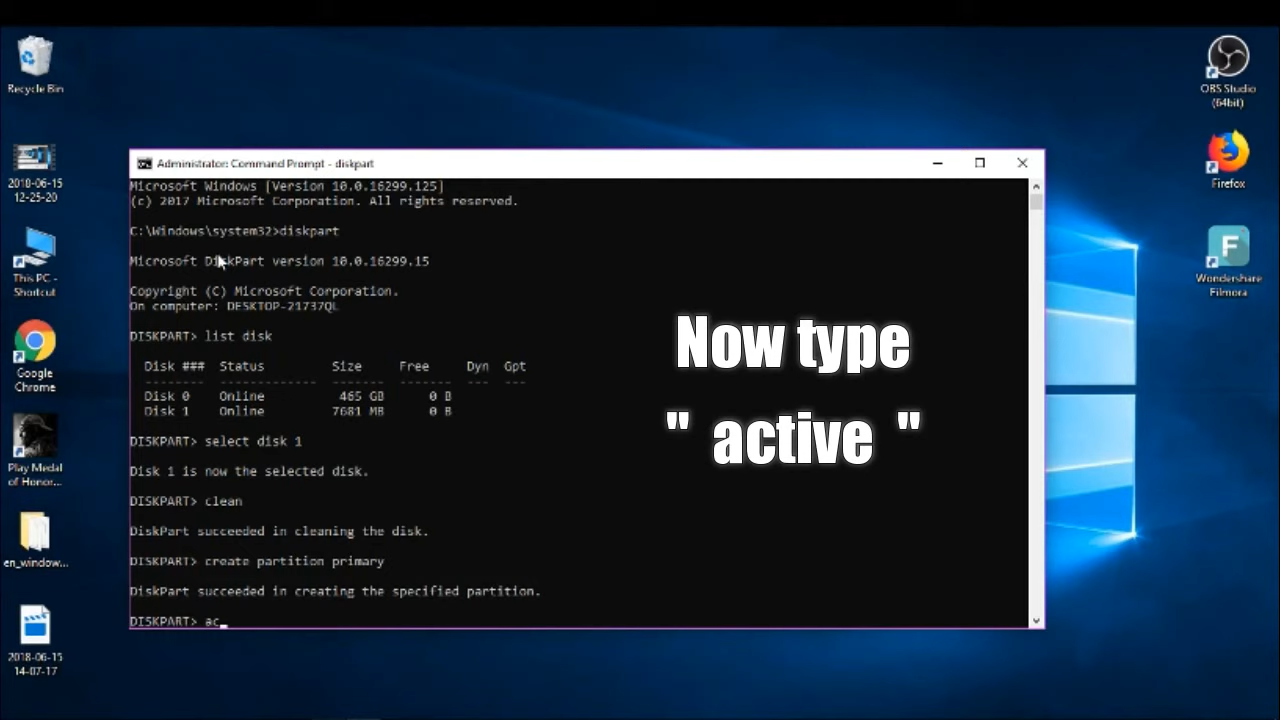 Recycle Bin
2018-06-15
12-25-20
This PC -
Shortcut
Google
Chrome
Play Medal
of Honor...
en_window...
2018-06-15
14-07-17
Administrator: Command Prompt - diskpart
Microsoft Windows [Version 10.0.16299.125]
(c) 2017 Microsoft Corporation. All rights reserved.
C:\Windows\system32>diskpart
Microsoft DiskPart version 10.0.16299.15
Copyright (C) Microsoft Corporation.
On computer: DESKTOP-21737QL
DISKPART> list disk
Disk ### Status Size Free Dyn Gpt
-------- ------------- ------- ------- --- ---
Disk 0 Online 465 GB 0 B
Disk 1 Online 7681 MB 0 B
DISKPART> select disk 1
Disk 1 is now the selected disk.
DISKPART> clean
DiskPart succeeded in cleaning the disk.
DISKPART> create partition primary
DiskPart succeeded in creating the specified partition.
DISKPART> ac_
Now type
" active "
OBS Studio
(64bit)
Firefox
F
Wondershare
Filmora